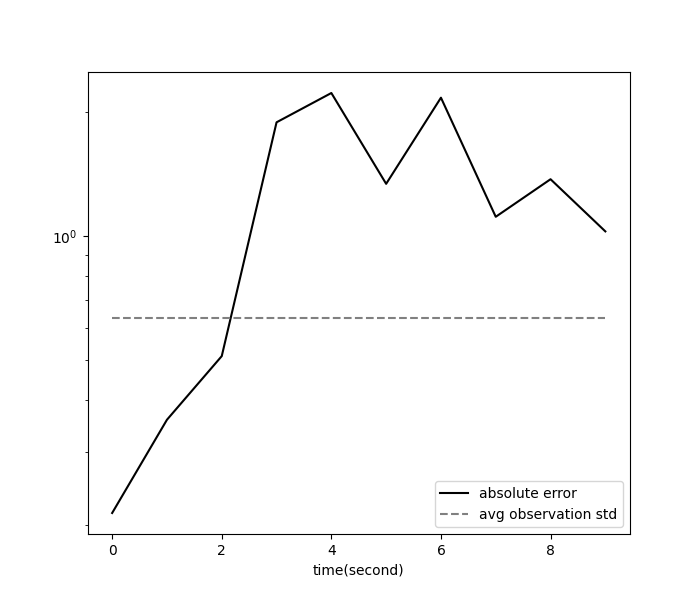 10⁰
0 2 4 6 8
time(second)
absolute error
avg observation std